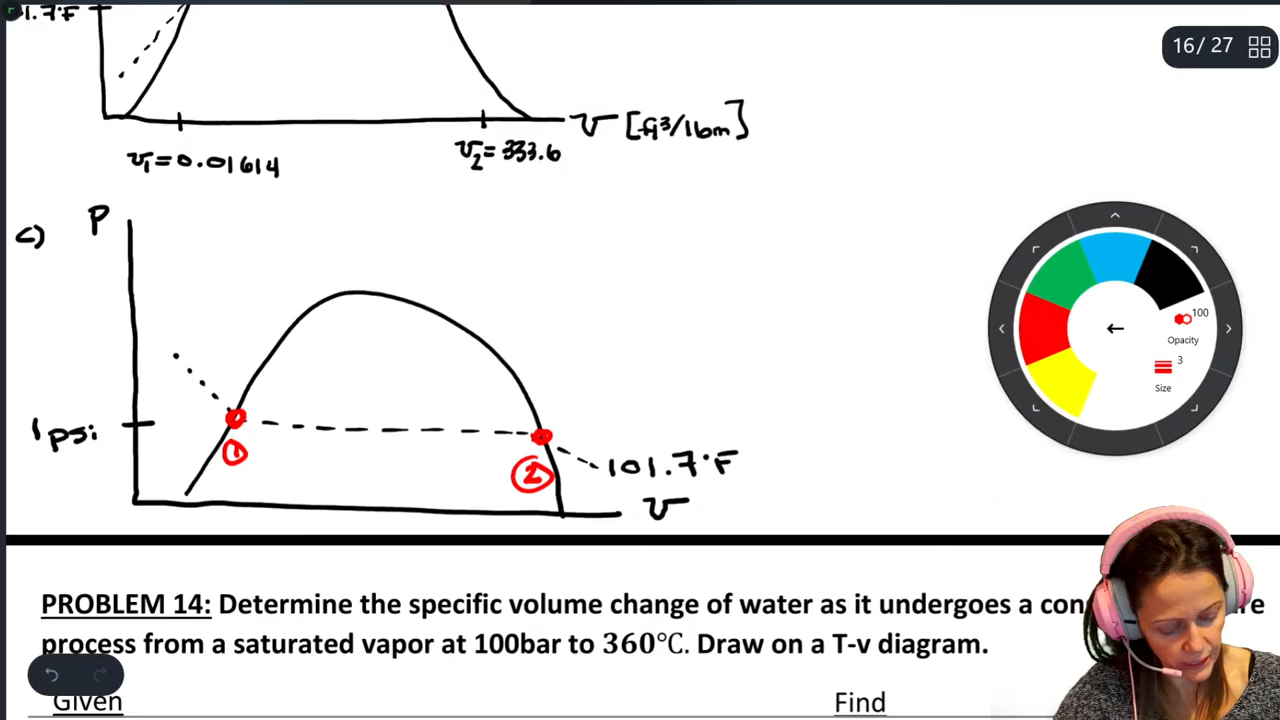 16/ 27
1.7°F
v [ft³/lbm]
v₁=0.01614
v₂=333.6
c)
P
1psi
①
②
101.7°F
v
100
Opacity
3
Size
PROBLEM 14: Determine the specific volume change of water as it undergoes a
process from a saturated vapor at 100bar to 360℃. Draw on a T-v diagram.
Given
Find